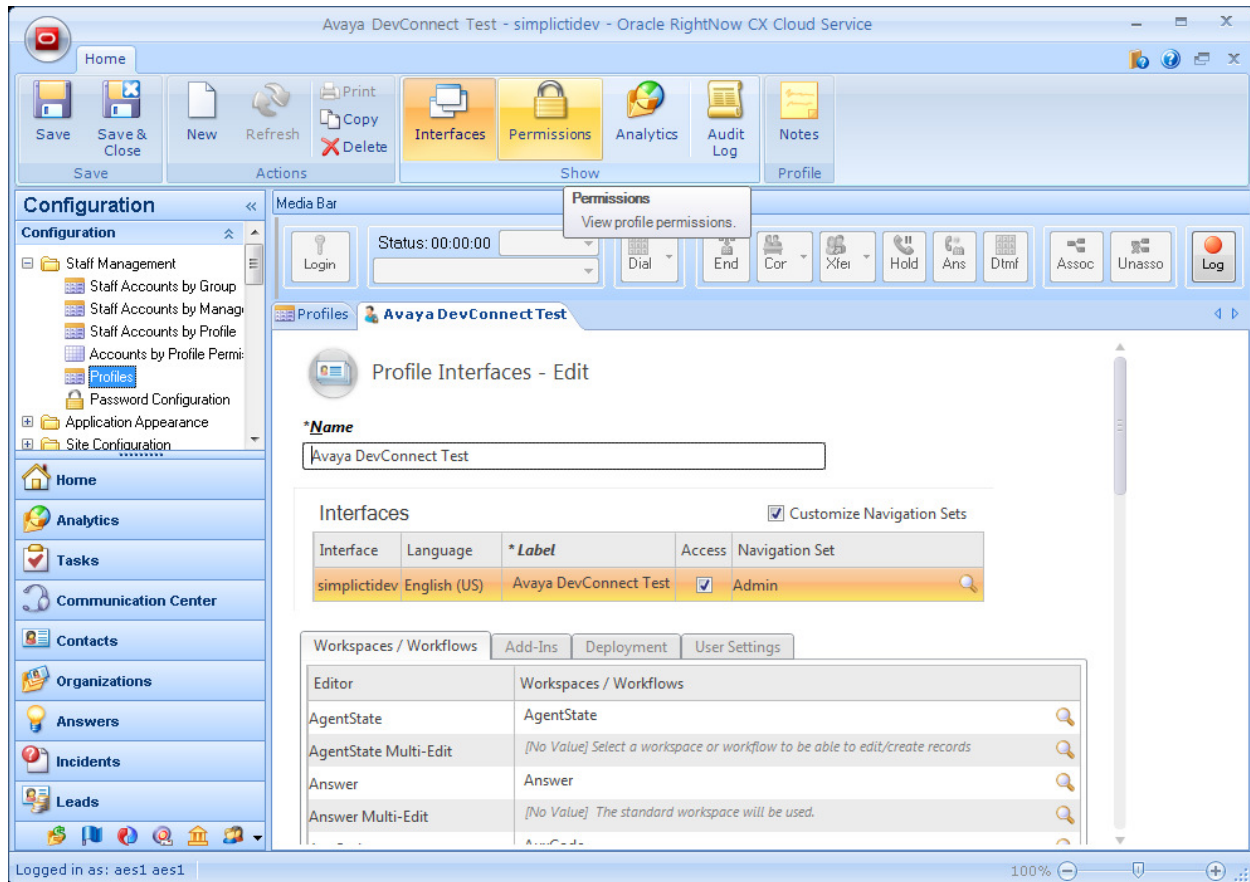 Avaya DevConnect Test - simplictidev - Oracle RightNow CX Cloud Service
Home
Save
Save & Close
New
Refresh
Print
Copy
Delete
Interfaces
Permissions
Analytics
Audit Log
Notes
Save
Actions
Show
Profile
Permissions
View profile permissions.
Configuration
Configuration
Staff Management
Staff Accounts by Group
Staff Accounts by Manag
Staff Accounts by Profile
Accounts by Profile Permi
Profiles
Password Configuration
Application Appearance
Site Configuration
Home
Analytics
Tasks
Communication Center
Contacts
Organizations
Answers
Incidents
Leads
Media Bar
Login
Status: 00:00:00
Dial
End
Cor
Xfer
Hold
Ans
Dtmf
Assoc
Unasso
Log
Profiles
Avaya DevConnect Test
Profile Interfaces - Edit
*Name
Avaya DevConnect Test
Interfaces
Customize Navigation Sets
Interface Language * Label Access Navigation Set
simplictidev English (US) Avaya DevConnect Test Admin
Workspaces / Workflows Add-Ins Deployment User Settings
Editor Workspaces / Workflows
AgentState AgentState
AgentState Multi-Edit [No Value] Select a workspace or workflow to be able to edit/create records
Answer Answer
Answer Multi-Edit [No Value] The standard workspace will be used.
Logged in as: aes1 aes1
100%